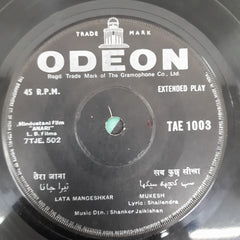 TRADE MARK
ODEON
Regd. Trade Mark of The Gramophone Co., Ltd.
45 R.P.M.
EXTENDED PLAY
Hindustani Film
"ANARI"
L. B. Films
7TJE. 502
TAE 1003
तेरा जाना
सब कुछ सीखा
تیرا جانا
سب کچھ سیکھا
LATA MANGESHKAR
MUKESH
Lyric: Shailendra
Music Dtn.: Shanker Jaikishan